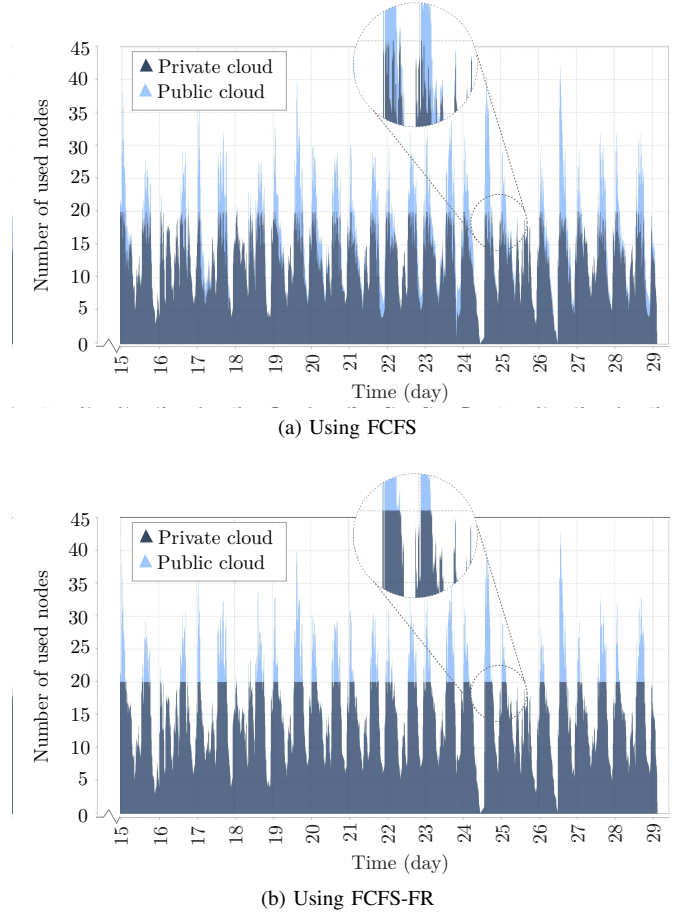 45
▲ Private cloud
▲ Public cloud
40
35
30
25
20
15
10
5
0
Number of used nodes
15 16 17 18 19 20 21 22 23 24 25 26 27 28 29
Time (day)
(a) Using FCFS
45
▲ Private cloud
▲ Public cloud
40
35
30
25
20
15
10
5
0
Number of used nodes
15 16 17 18 19 20 21 22 23 24 25 26 27 28 29
Time (day)
(b) Using FCFS-FR